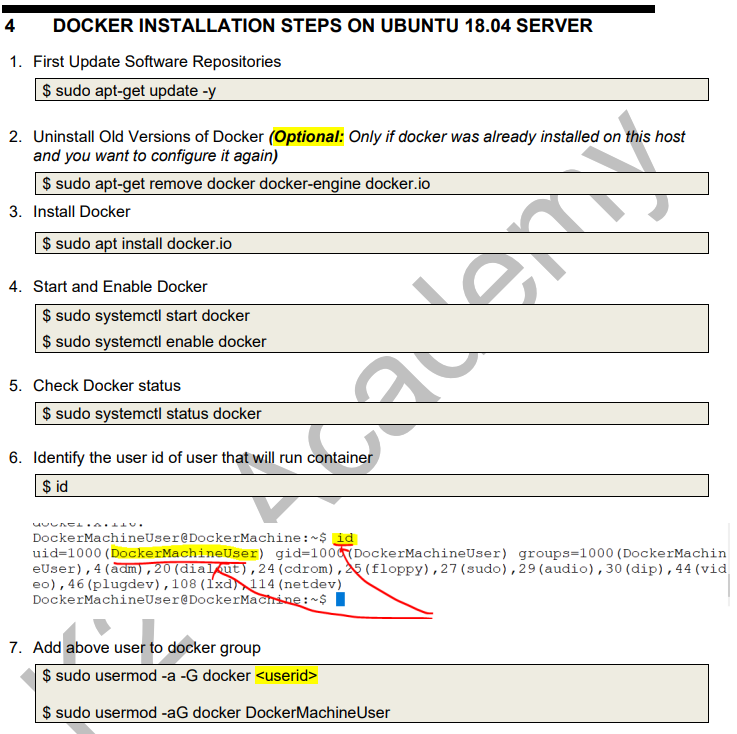 4 DOCKER INSTALLATION STEPS ON UBUNTU 18.04 SERVER
1. First Update Software Repositories
$ sudo apt-get update -y
2. Uninstall Old Versions of Docker (Optional: Only if docker was already installed on this host
and you want to configure it again)
$ sudo apt-get remove docker docker-engine docker.io
3. Install Docker
$ sudo apt install docker.io
4. Start and Enable Docker
$ sudo systemctl start docker
$ sudo systemctl enable docker
5. Check Docker status
$ sudo systemctl status docker
6. Identify the user id of user that will run container
$ id
DockerMachineUser@DockerMachine:~$ id
uid=1000(DockerMachineUser) gid=1000(DockerMachineUser) groups=1000(DockerMachin
eUser),4(adm),20(dialout),24(cdrom),25(floppy),27(sudo),29(audio),30(dip),44(vid
eo),46(plugdev),108(lxd),114(netdev)
DockerMachineUser@DockerMachine:~$
7. Add above user to docker group
$ sudo usermod -a -G docker <userid>
$ sudo usermod -aG docker DockerMachineUser
Academy